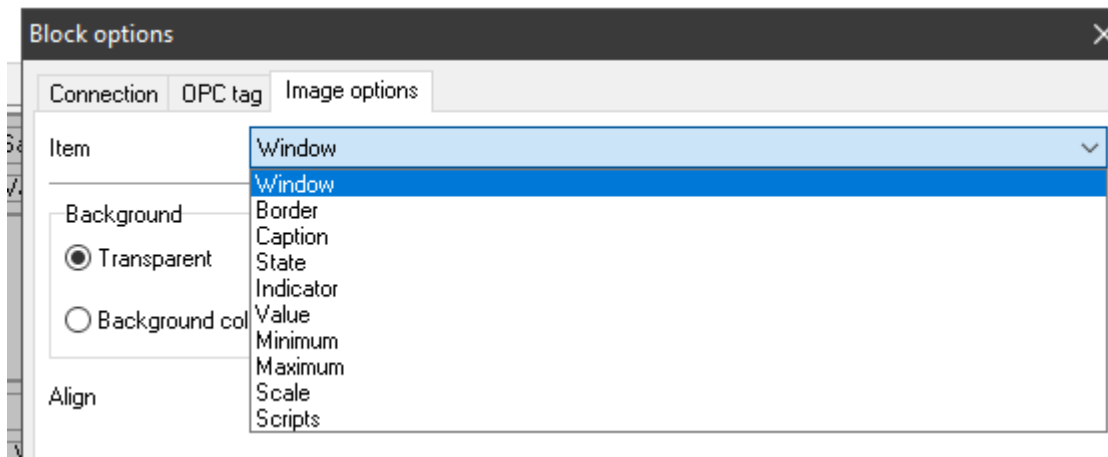 Block options
Connection OPC tag Image options
Item Window
Window
Border
Caption
State
Indicator
Value
Minimum
Maximum
Scale
Scripts
Background
Transparent
Background col
Align